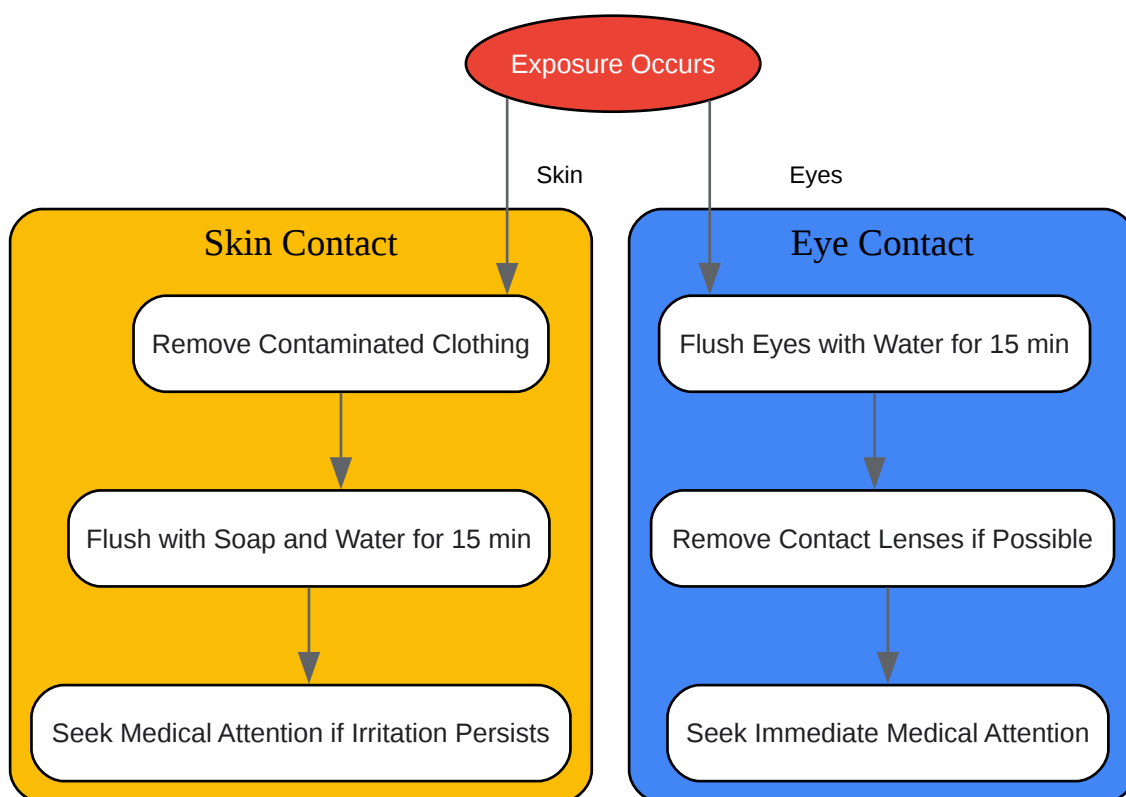 Exposure Occurs
Skin
Eyes
Skin Contact
Eye Contact
Remove Contaminated Clothing
Flush Eyes with Water for 15 min
Flush with Soap and Water for 15 min
Remove Contact Lenses if Possible
Seek Medical Attention if Irritation Persists
Seek Immediate Medical Attention